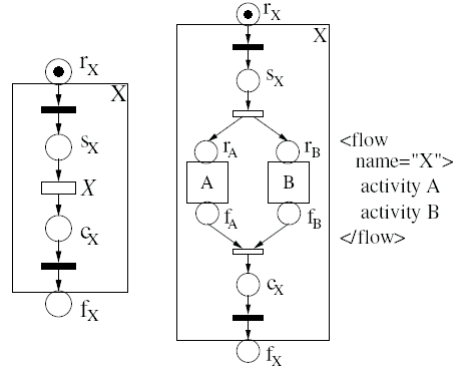 r_X
X
s_X
X
c_X
f_X
r_X
X
s_X
r_A
r_B
A
B
f_A
f_B
c_X
f_X
<flow
name="X">
activity A
activity B
</flow>